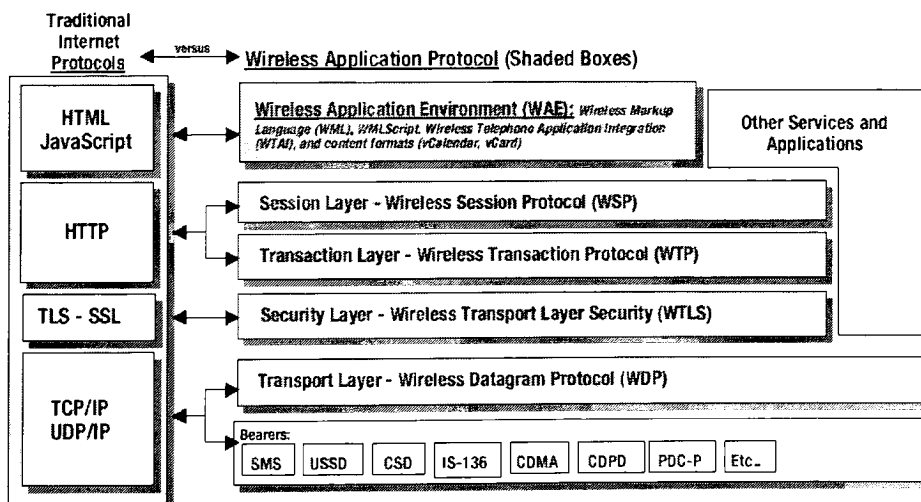 Traditional
Internet
Protocols
versus
Wireless Application Protocol (Shaded Boxes)
HTML
JavaScript
Wireless Application Environment (WAE): Wireless Markup
Language (WML), WMLScript, Wireless Telephone Application Integration
(WTAI), and content formats (vCalendar, vCard)
Other Services and
Applications
HTTP
Session Layer - Wireless Session Protocol (WSP)
Transaction Layer - Wireless Transaction Protocol (WTP)
TLS - SSL
Security Layer - Wireless Transport Layer Security (WTLS)
TCP/IP
UDP/IP
Transport Layer - Wireless Datagram Protocol (WDP)
Bearers:
SMS
USSD
CSD
IS-136
CDMA
CDPD
PDC-P
Etc...